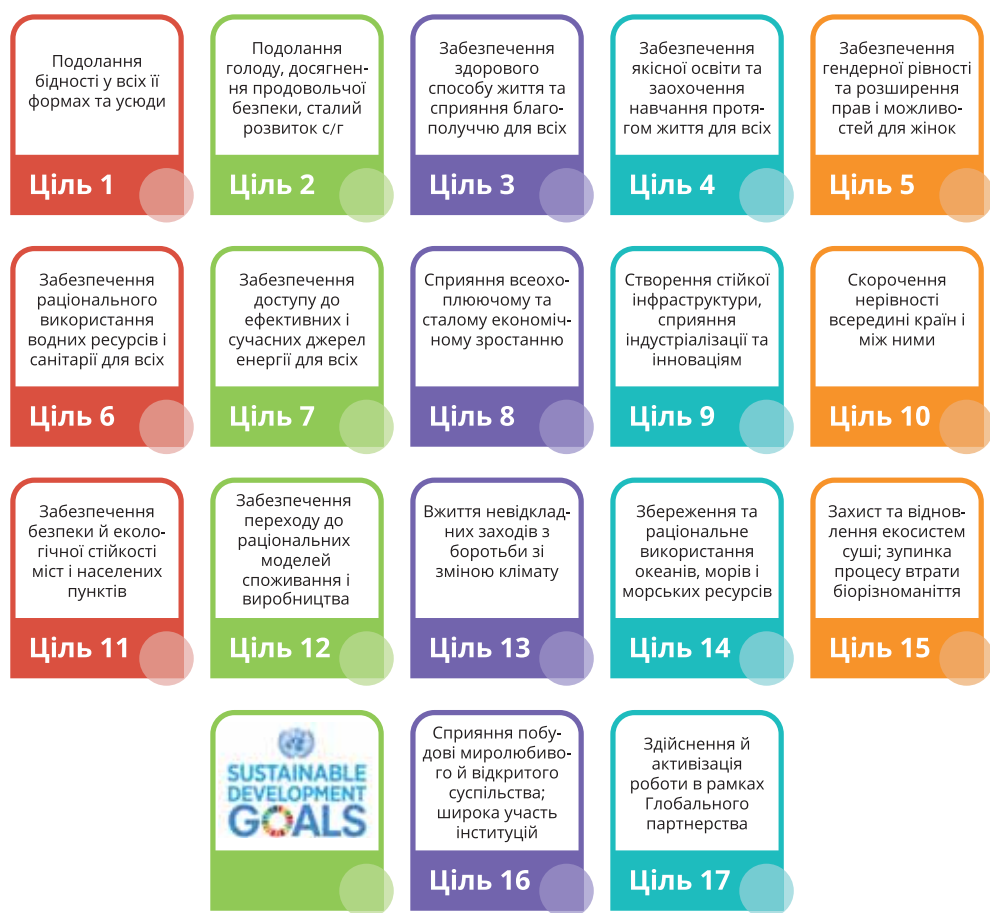 Подолання
бідності у всіх її
формах та усюди
Ціль 1
Подолання
голоду, досягнен-
ня продовольчої
безпеки, сталий
розвиток с/г
Ціль 2
Забезпечення
здорового
способу життя та
сприяння благо-
получчю для всіх
Ціль 3
Забезпечення
якісної освіти та
заохочення
навчання протя-
гом життя для всіх
Ціль 4
Забезпечення
гендерної рівності
та розширення
прав і можливо-
стей для жінок
Ціль 5
Забезпечення
раціонального
використання
водних ресурсів і
санітарії для всіх
Ціль 6
Забезпечення
доступу до
ефективних і
сучасних джерел
енергії для всіх
Ціль 7
Сприяння всеохо-
плюючому та
сталому економіч-
ному зростанню
Ціль 8
Створення стійкої
інфраструктури,
сприяння
індустріалізації та
інноваціям
Ціль 9
Скорочення
нерівності
всередині країн і
між ними
Ціль 10
Забезпечення
безпеки й еколо-
гічної стійкості
міст і населених
пунктів
Ціль 11
Забезпечення
переходу до
раціональних
моделей
споживання і
виробництва
Ціль 12
Вжиття невідклад-
них заходів з
боротьби зі
зміною клімату
Ціль 13
Збереження та
раціональне
використання
океанів, морів і
морських ресурсів
Ціль 14
Захист та віднов-
лення екосистем
суші; зупинка
процесу втрати
біорізноманіття
Ціль 15
SUSTAINABLE
DEVELOPMENT
GOALS
Сприяння побу-
дові миролюбиво-
го й відкритого
суспільства;
широка участь
інституцій
Ціль 16
Здійснення й
активізація
роботи в рамках
Глобального
партнерства
Ціль 17